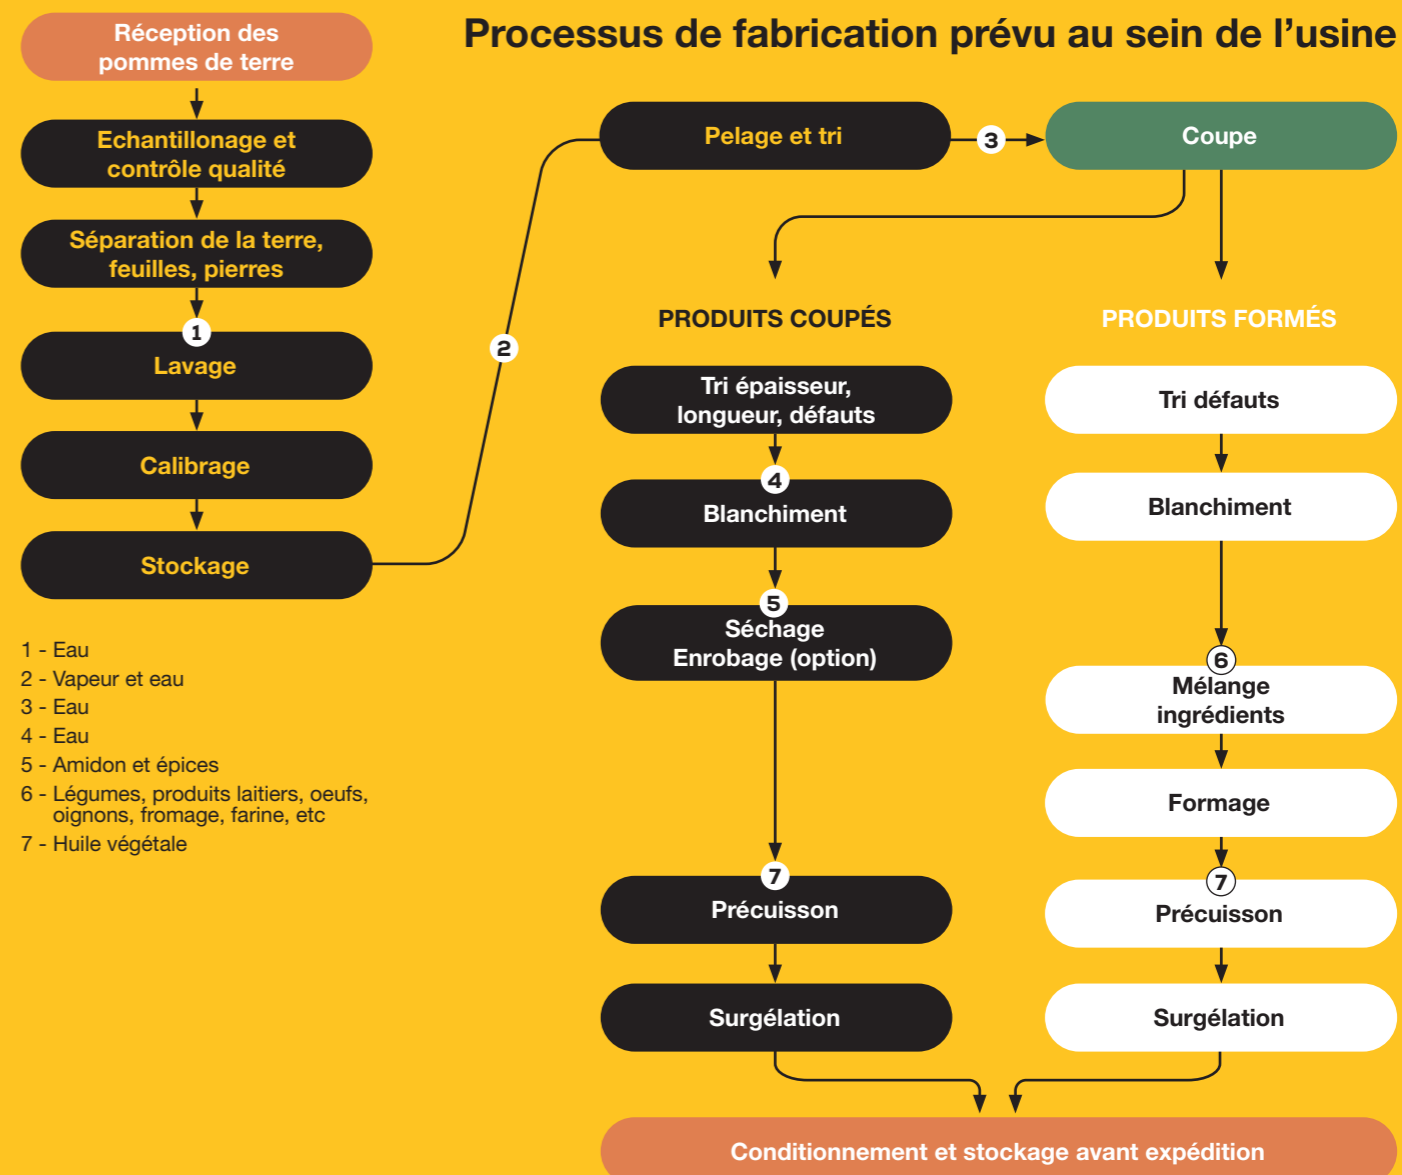 Processus de fabrication prévu au sein de l'usine
Réception des
pommes de terre
Echantillonage et
contrôle qualité
Séparation de la terre,
feuilles, pierres
1
Lavage
Calibrage
Stockage
2
Pelage et tri
3
Coupe
PRODUITS COUPÉS
Tri épaisseur,
longueur, défauts
4
Blanchiment
5
Séchage
Enrobage (option)
7
Précuisson
Surgélation
PRODUITS FORMÉS
Tri défauts
Blanchiment
6
Mélange
ingrédients
Formage
7
Précuisson
Surgélation
Conditionnement et stockage avant expédition
1 - Eau
2 - Vapeur et eau
3 - Eau
4 - Eau
5 - Amidon et épices
6 - Légumes, produits laitiers, oeufs,
oignons, fromage, farine, etc
7 - Huile végétale